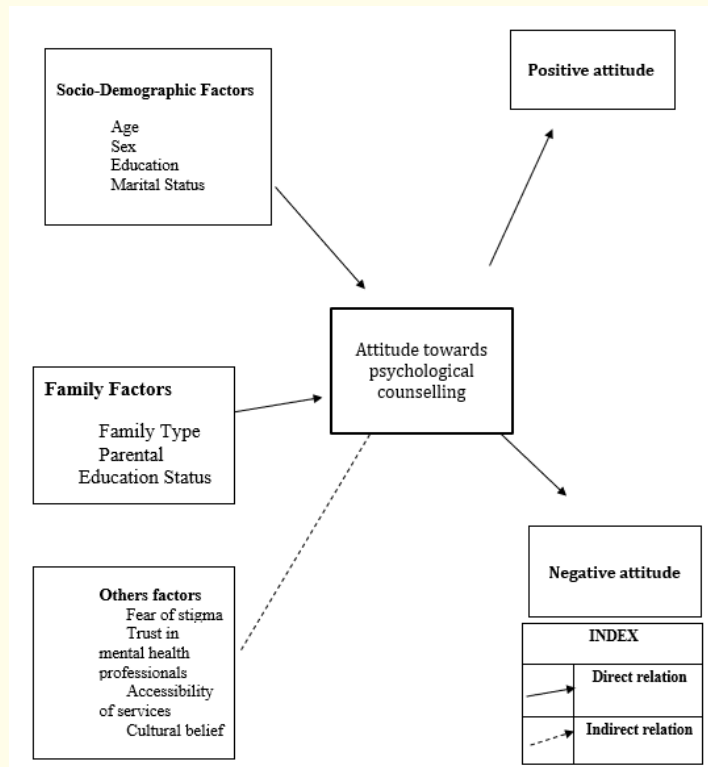 Socio-Demographic Factors
Age
Sex
Education
Marital Status
Positive attitude
Attitude towards
psychological
counselling
Family Factors
Family Type
Parental
Education Status
Others factors
Fear of stigma
Trust in
mental health
professionals
Accessibility
of services
Cultural belief
Negative attitude
INDEX
Direct relation
Indirect relation